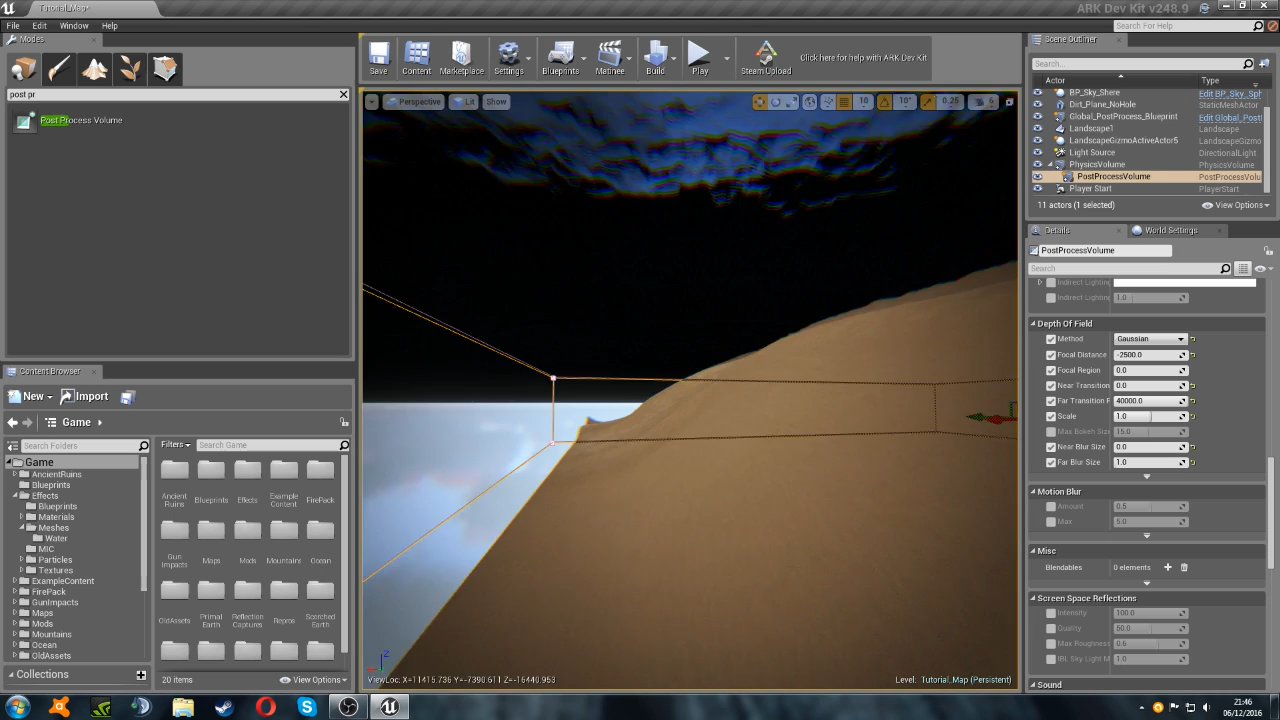 Tutorial_Map*
ARK Dev Kit v248.9
File Edit Window Help
Search For Help
Modes
post pr
Post Process Volume
Save
Content
Marketplace
Settings
Blueprints
Matinee
Build
Play
Steam Upload
Click here for help with ARK Dev Kit
Perspective
Lit
Show
10
10°
0.25
6
Scene Outliner
Search...
Actor Type
BP_Sky_Shere Edit BP_Sky_Sph
Dirt_Plane_NoHole StaticMeshActor
Global_PostProcess_Blueprint Edit Global_Posti
Landscape1 Landscape
LandscapeGizmoActiveActor5 LandscapeGizmo
Light Source DirectionalLight
PhysicsVolume PhysicsVolume
PostProcessVolume PostProcessVolu
Player Start PlayerStart
11 actors (1 selected) View Options
Details World Settings
PostProcessVolume
Search
Indirect Lighting
Indirect Lighting 1.0
Depth Of Field
Method Gaussian
Focal Distance -2500.0
Focal Region 0.0
Near Transition 0.0
Far Transition R 40000.0
Scale 1.0
Max Bokeh Size 15.0
Near Blur Size 0.0
Far Blur Size 1.0
Motion Blur
Amount 0.5
Max 5.0
Misc
Blendables 0 elements
Screen Space Reflections
Intensity 100.0
Quality 50.0
Max Roughness 0.6
IBL Sky Light M 1.0
Sound
Content Browser
New Import
Game
Search Folders
Filters
Search Game
Game
AncientRuins
Blueprints
Effects
Blueprints
Materials
Meshes
Water
MIC
Particles
Textures
ExampleContent
FirePack
GunImpacts
Maps
Mods
Mountains
Ocean
OldAssets
Collections
Ancient Ruins
Blueprints
Effects
Example Content
FirePack
Gun Impacts
Maps
Mods
Mountains
Ocean
OldAssets
Primal Earth
Reflection Captures
Repros
Scorched Earth
20 items View Options
ViewLoc: X=11415.736 Y=-7390.611 Z=-16440.953
Level: Tutorial_Map (Persistent)
Z
21:46
06/12/2016